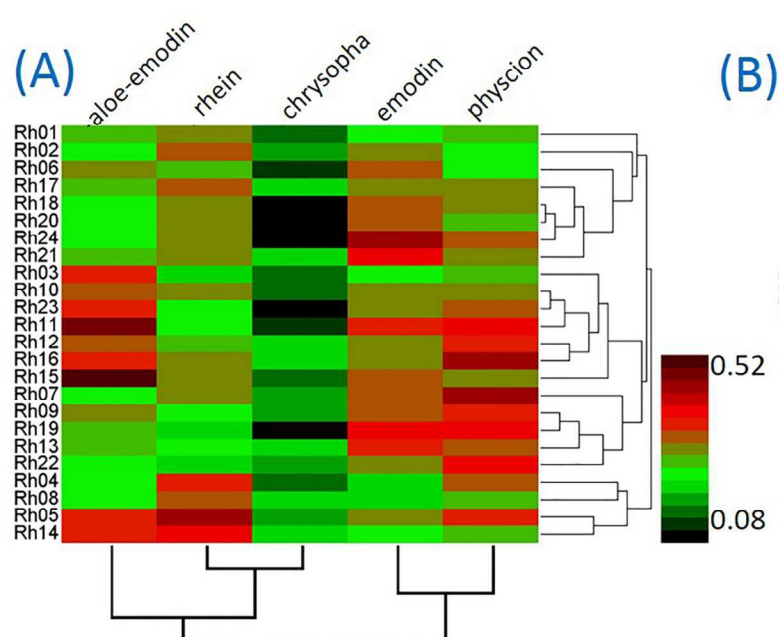 (A)
aloe-emodin
rhein
chrysopha
emodin
physcion
(B)
Rh01
Rh02
Rh06
Rh17
Rh18
Rh20
Rh24
Rh21
Rh03
Rh10
Rh23
Rh11
Rh12
Rh16
Rh15
Rh07
Rh09
Rh19
Rh13
Rh22
Rh04
Rh08
Rh05
Rh14
0.52
0.08